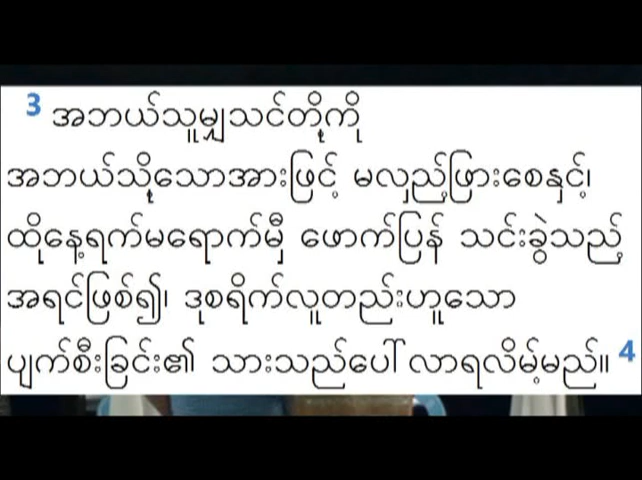 3 အဘယ်သူမျှသင်တို့ကို
အဘယ်သို့သောအားဖြင့် မလှည့်ဖြားစေနှင့်၊
ထိုနေ့ရက်မရောက်မှီ ဖောက်ပြန် သင်းခွဲသည့်
အရင်ဖြစ်၍၊ ဒုစရိုက်လူတည်းဟူသော
ပျက်စီးခြင်း၏ သားသည်ပေါ် လာရလိမ့်မည်။ 4